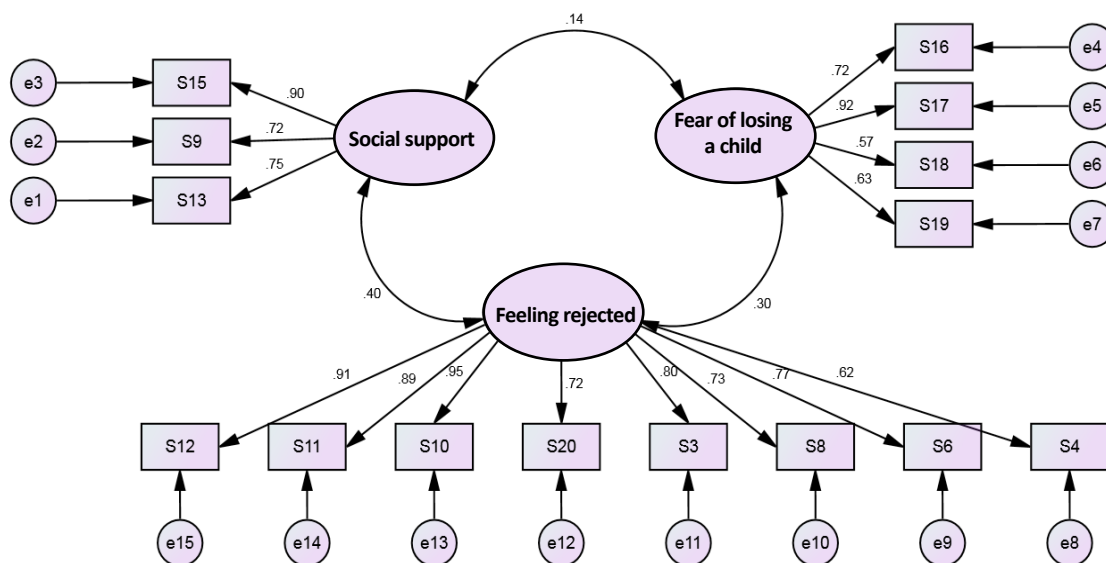 .14
e3
S15
.90
e2
S9
.72
e1
S13
.75
Social support
Fear of losing
a child
.72
S16
e4
.92
S17
e5
.57
S18
e6
.63
S19
e7
.40
.30
Feeling rejected
.91
.89
.95
.72
.80
.73
.77
.62
S12
S11
S10
S20
S3
S8
S6
S4
e15
e14
e13
e12
e11
e10
e9
e8